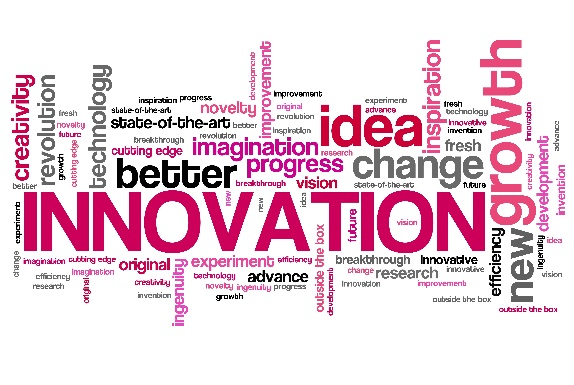 creativity
revolution
fresh
novelty
future
growth
cutting edge
better
technology
inspiration progress
state-of-the-art
state-of-the-art
better
breakthrough
revolution
cutting edge
novelty
development
improvement
improvement
original
revolution
inspiration
imagination
research
progress
better
breakthrough
vision
idea
experiment
advance
idea
change
state-of-the-art
future
inspiration
fresh
technology
innovative
invention
fresh
growth
creativity
innovation
development
advance
invention
idea
vision
experiment
INNOVATION
new
new
future
vision
change
imagination
cutting edge
efficiency
imagination
research
original
original
creativity
invention
ingenuity
experiment
efficiency
technology
novelty
ingenuity
progress
growth
advance
outside the box
development
breakthrough
innovative
change
research
innovative
innovation
improvement
outside the box
efficiency
new
ingenuity
outside the box